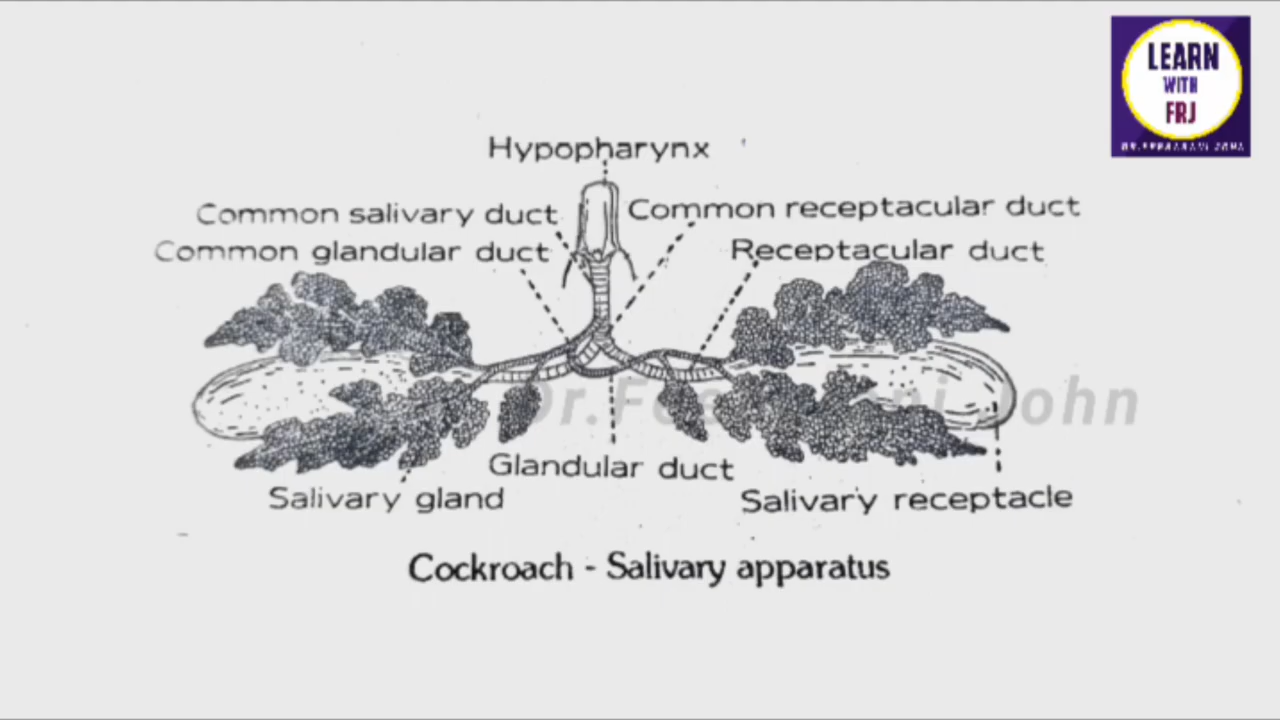 LEARN
WITH
FRJ
Hypopharynx
Common salivary duct
Common receptacular duct
Common glandular duct
Receptacular duct
Glandular duct
Salivary gland
Salivary receptacle
Cockroach - Salivary apparatus